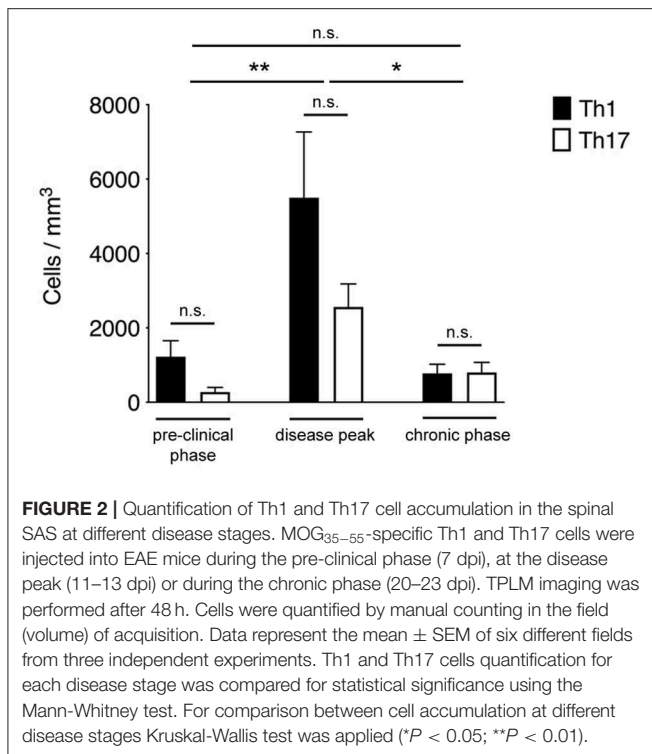 n.s.
** *
8000 n.s. Th1
Th17
6000
Cells / mm³
4000
2000 n.s. n.s.
0
pre-clinical disease peak chronic phase
phase
FIGURE 2 | Quantification of Th1 and Th17 cell accumulation in the spinal
SAS at different disease stages. MOG35–55-specific Th1 and Th17 cells were
injected into EAE mice during the pre-clinical phase (7 dpi), at the disease
peak (11–13 dpi) or during the chronic phase (20–23 dpi). TPLM imaging was
performed after 48 h. Cells were quantified by manual counting in the field
(volume) of acquisition. Data represent the mean ± SEM of six different fields
from three independent experiments. Th1 and Th17 cells quantification for
each disease stage was compared for statistical significance using the
Mann-Whitney test. For comparison between cell accumulation at different
disease stages Kruskal-Wallis test was applied (*P < 0.05; **P < 0.01).